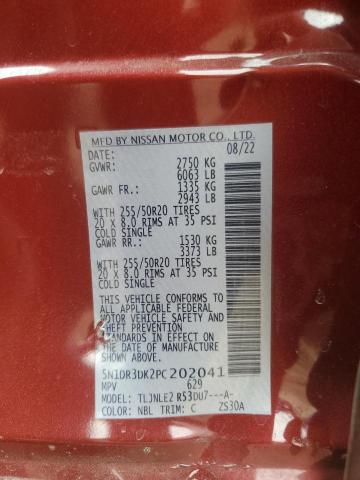 MFD BY NISSAN MOTOR CO., LTD.
DATE: 08/22
GVWR: 2750 KG
6063 LB
GAWR FR.: 1335 KG
2943 LB
WITH 255/50R20 TIRES
20 X 8.0 RIMS AT 35 PSI
COLD SINGLE
GAWR RR.: 1530 KG
3373 LB
WITH 255/50R20 TIRES
20 X 8.0 RIMS AT 35 PSI
COLD SINGLE
THIS VEHICLE CONFORMS TO
ALL APPLICABLE FEDERAL
MOTOR VEHICLE SAFETY AND
THEFT PREVENTION
STANDARDS IN EFFECT ON
THE DATE OF MANUFACTURE
SHOWN ABOVE.
5N1DR3DK2PC202041
MPV 629
MODEL: TLJNLE2 RS3DU7---A-
COLOR: NBL TRIM: C ZS30A